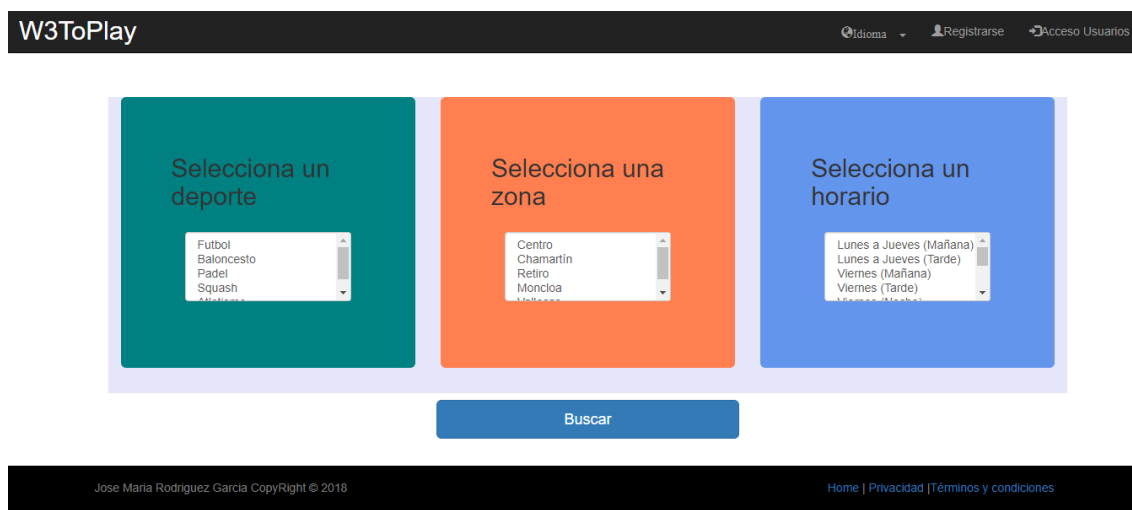 W3ToPlay
Idioma
Registrarse
Acceso Usuarios
Selecciona un
deporte
Futbol
Baloncesto
Padel
Squash
Selecciona una
zona
Centro
Chamartín
Retiro
Moncloa
Selecciona un
horario
Lunes a Jueves (Mañana)
Lunes a Jueves (Tarde)
Viernes (Mañana)
Viernes (Tarde)
Buscar
Jose Maria Rodriguez Garcia CopyRight © 2018
Home | Privacidad |Términos y condiciones